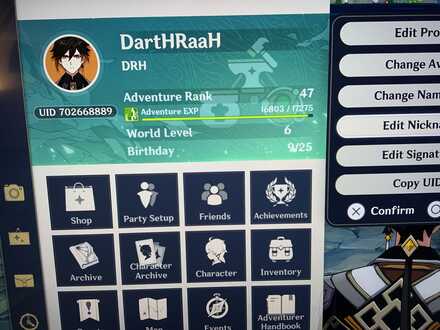 DartHRaaH
DRH
UID 702668889
Adventure Rank 47
Adventure EXP 16803 / 17275
World Level 6
Birthday 9/25
Edit Pro
Change Av
Change Nam
Edit Nickna
Edit Signat
Copy UID
Confirm
Shop
Party Setup
Friends
Achievements
Archive
Character Archive
Character
Inventory
Map
Events
Adventurer Handbook